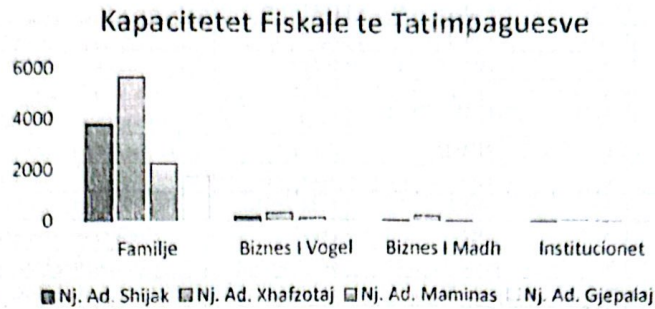 Kapacitetet Fiskale te Tatimpaguesve
6000
4000
2000
0
Familje Biznes I Vogel Biznes I Madh Institucionet
Nj. Ad. Shijak Nj. Ad. Xhafzotaj Nj. Ad. Maminas Nj. Ad. Gjepalaj